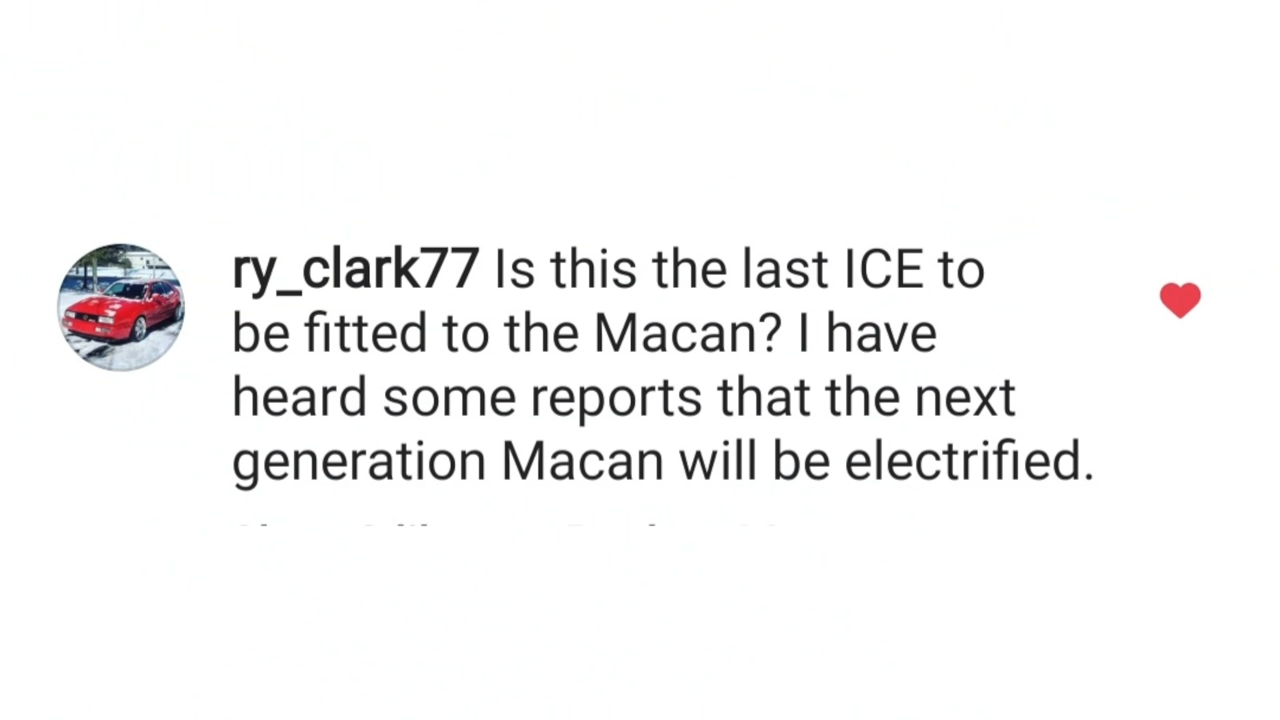 ry_clark77 Is this the last ICE to
be fitted to the Macan? I have
heard some reports that the next
generation Macan will be electrified.